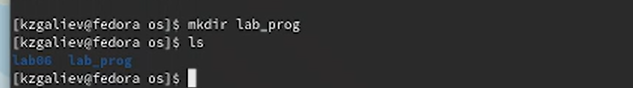 [kzgaliev@fedora os]$ mkdir lab_prog
[kzgaliev@fedora os]$ ls
lab06  lab_prog
[kzgaliev@fedora os]$